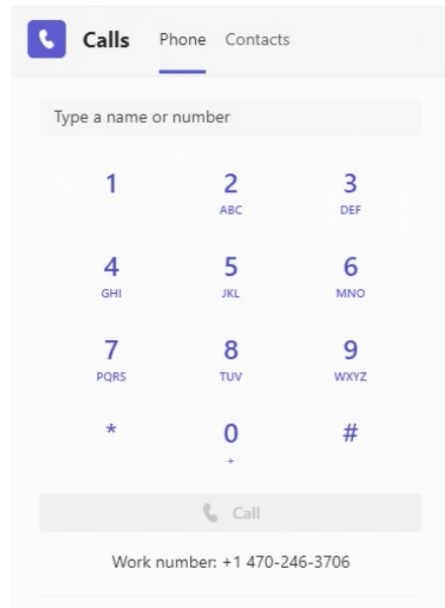 Calls Phone Contacts
Type a name or number
1 2 3
ABC DEF
4 5 6
GHI JKL MNO
7 8 9
PQRS TUV WXYZ
* 0 #
+
Call
Work number: +1 470-246-3706